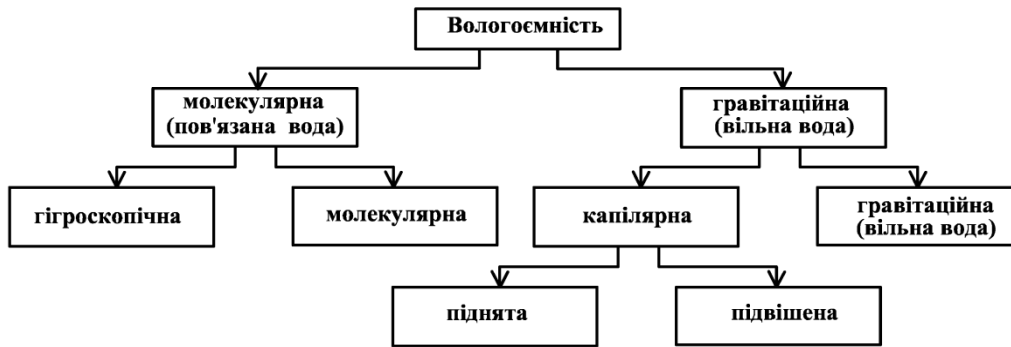 Вологоємність
молекулярна
(пов'язана вода)
гравітаційна
(вільна вода)
гігроскопічна
молекулярна
капілярна
гравітаційна
(вільна вода)
піднята
підвішена